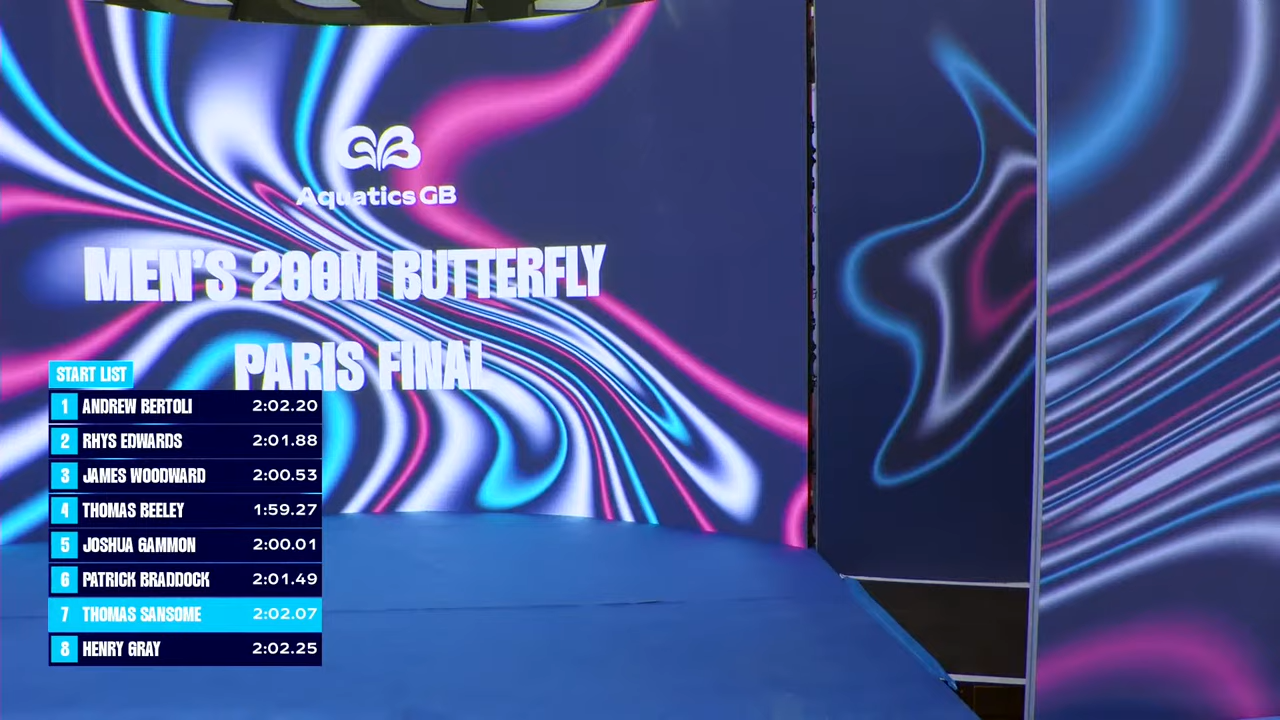 GB
Aquatics GB
MEN'S 200M BUTTERFLY
PARIS FINAL
START LIST
1 ANDREW BERTOLI 2:02.20
2 RHYS EDWARDS 2:01.88
3 JAMES WOODWARD 2:00.53
4 THOMAS BEELEY 1:59.27
5 JOSHUA GAMMON 2:00.01
6 PATRICK BRADDOCK 2:01.49
7 THOMAS SANSOME 2:02.07
8 HENRY GRAY 2:02.25